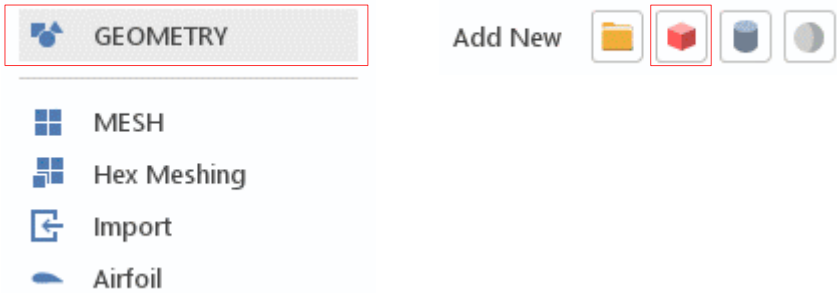 GEOMETRY
Add New
MESH
Hex Meshing
Import
Airfoil